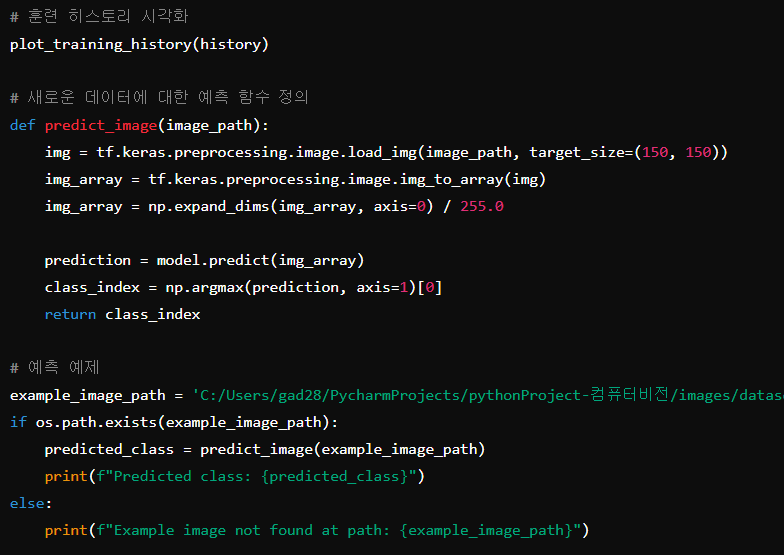 # 훈련 히스토리 시각화
plot_training_history(history)
# 새로운 데이터에 대한 예측 함수 정의
def predict_image(image_path):
    img = tf.keras.preprocessing.image.load_img(image_path, target_size=(150, 150))
    img_array = tf.keras.preprocessing.image.img_to_array(img)
    img_array = np.expand_dims(img_array, axis=0) / 255.0
    prediction = model.predict(img_array)
    class_index = np.argmax(prediction, axis=1)[0]
    return class_index
# 예측 예제
example_image_path = 'C:/Users/gad28/PycharmProjects/pythonProject-컴퓨터비전/images/datase
if os.path.exists(example_image_path):
    predicted_class = predict_image(example_image_path)
    print(f"Predicted class: {predicted_class}")
else:
    print(f"Example image not found at path: {example_image_path}")